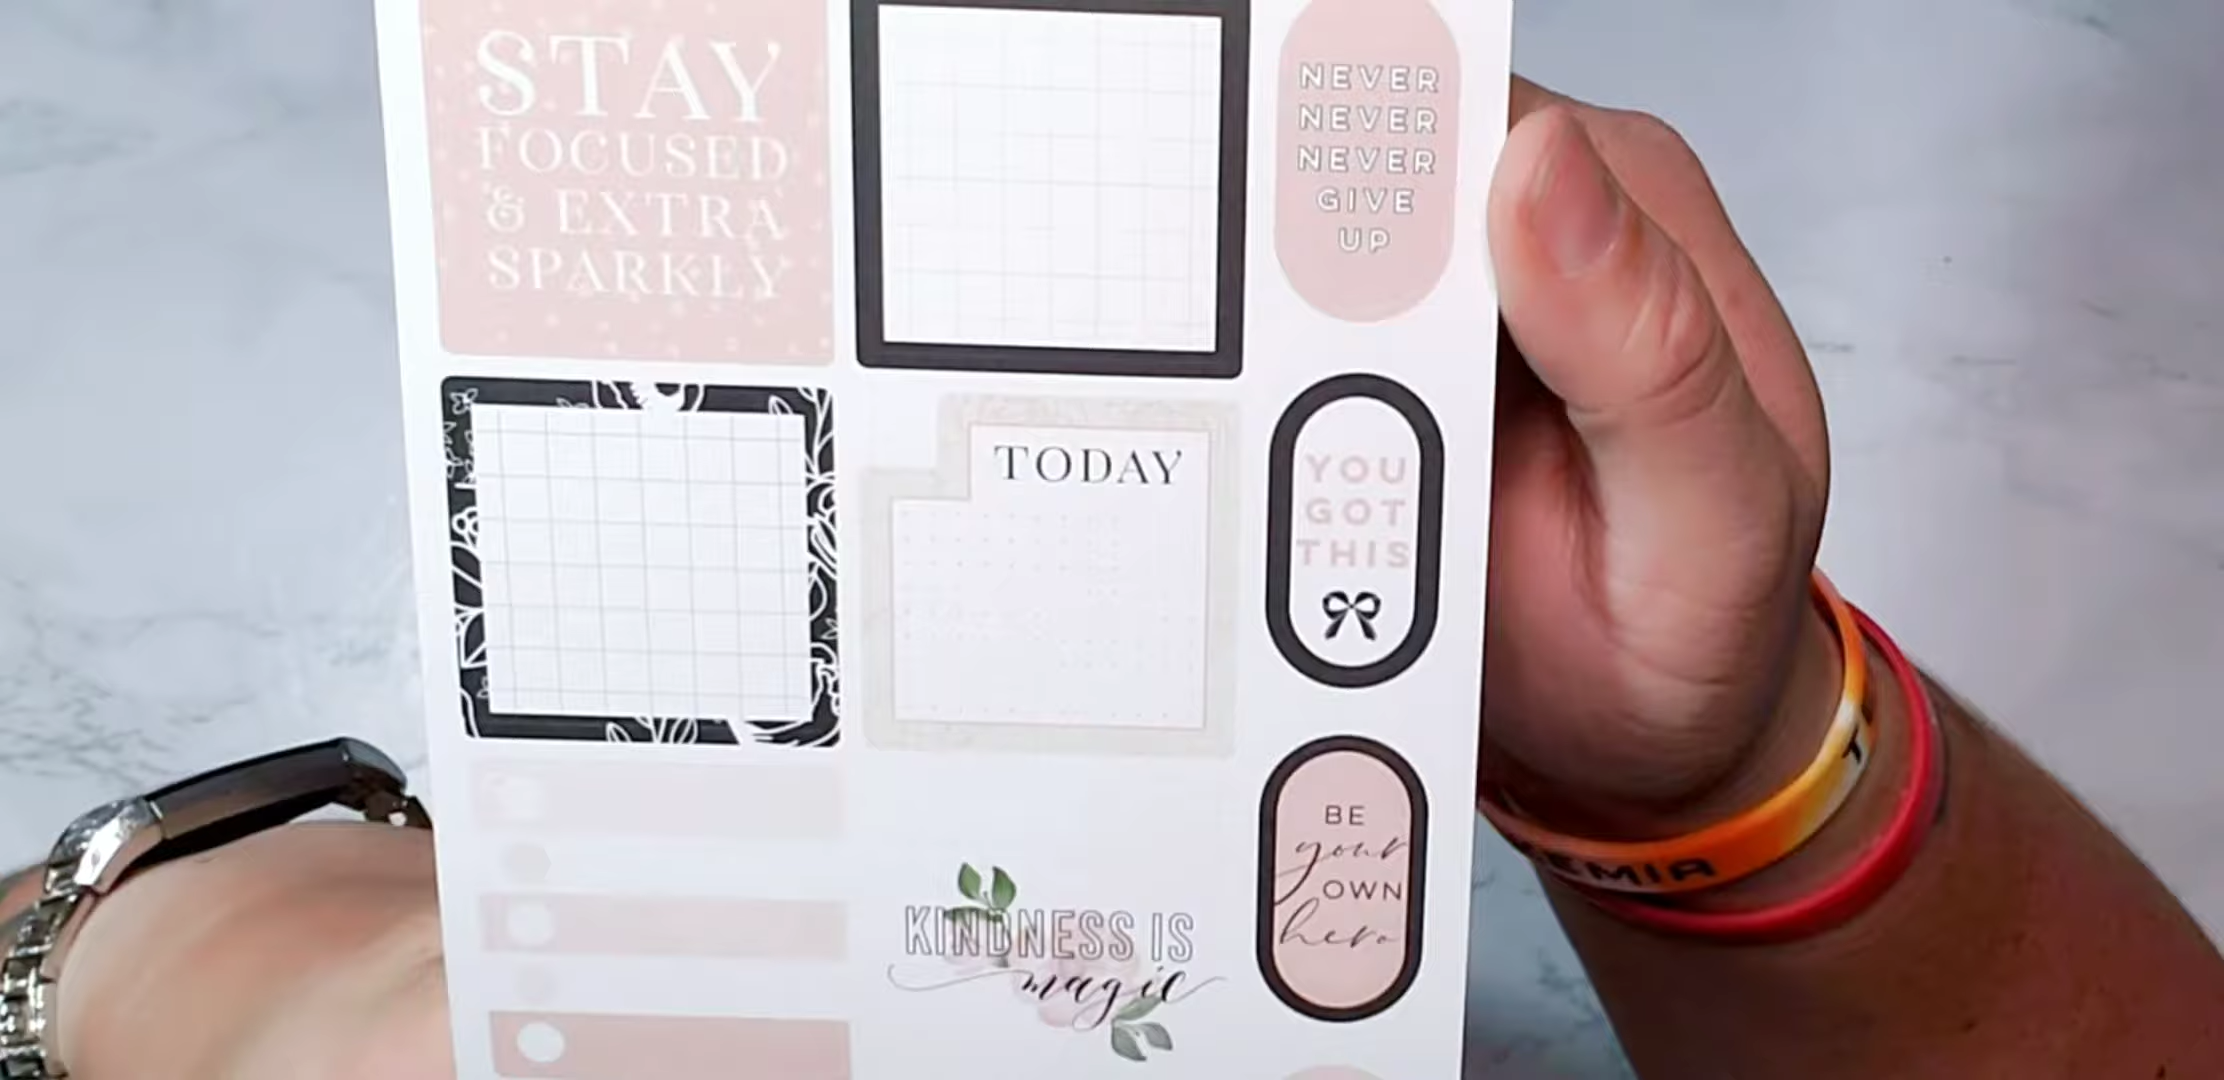 STAY
FOCUSED
& EXTRA
SPARKLY
NEVER
NEVER
NEVER
GIVE
UP
TODAY
YOU
GOT
THIS
BE
your
OWN
hero
KINDNESS IS
magic